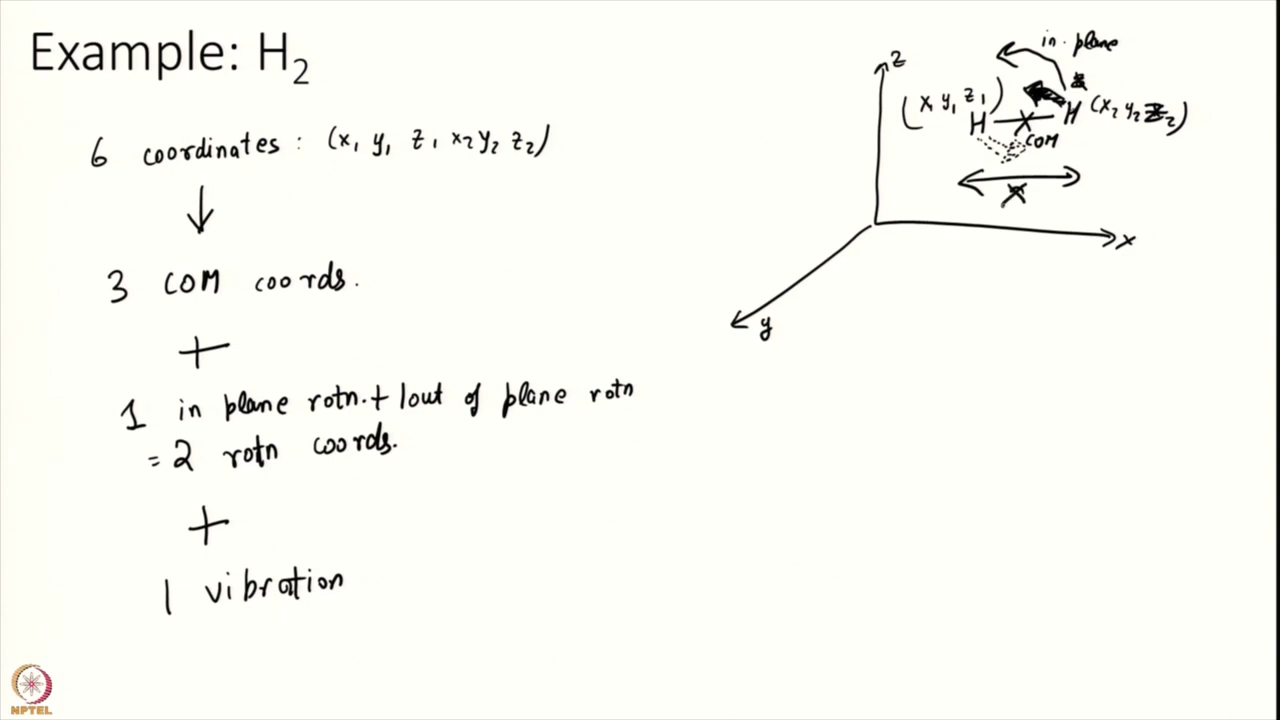 Example: H₂
6 coordinates: (x₁ y₁ z₁ x₂ y₂ z₂)
3 COM coords.
+
1 in plane rotn. + 1 out of plane rotn
= 2 rotn coords.
+
1 vibration
in plane
z
(x₁ y₁ z₁)
H
H (x₂ y₂ z₂)
COM
x
y
NPTEL